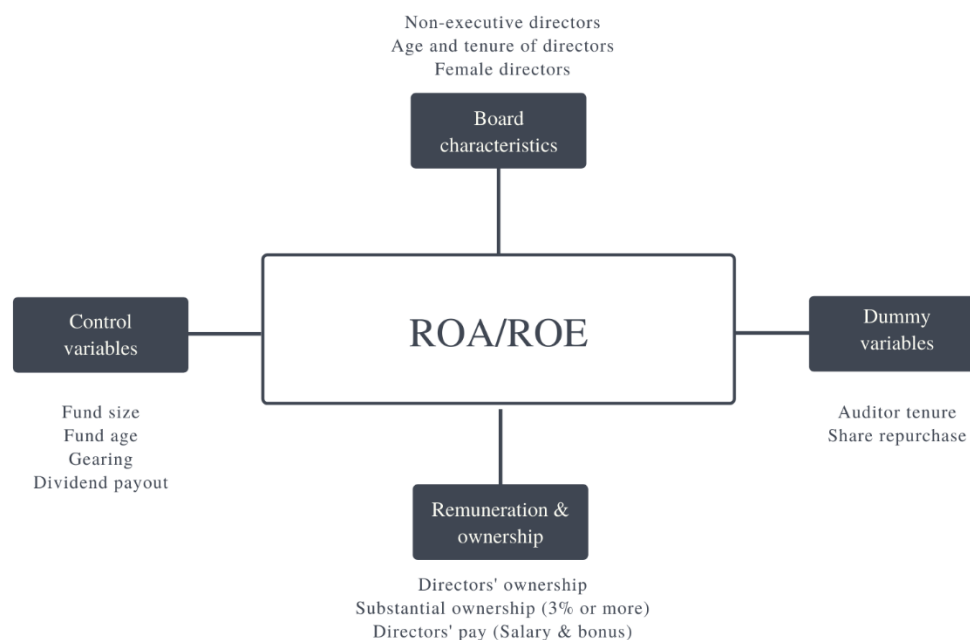 Non-executive directors
Age and tenure of directors
Female directors
Board
characteristics
Control
variables
Fund size
Fund age
Gearing
Dividend payout
ROA/ROE
Dummy
variables
Auditor tenure
Share repurchase
Remuneration &
ownership
Directors' ownership
Substantial ownership (3% or more)
Directors' pay (Salary & bonus)